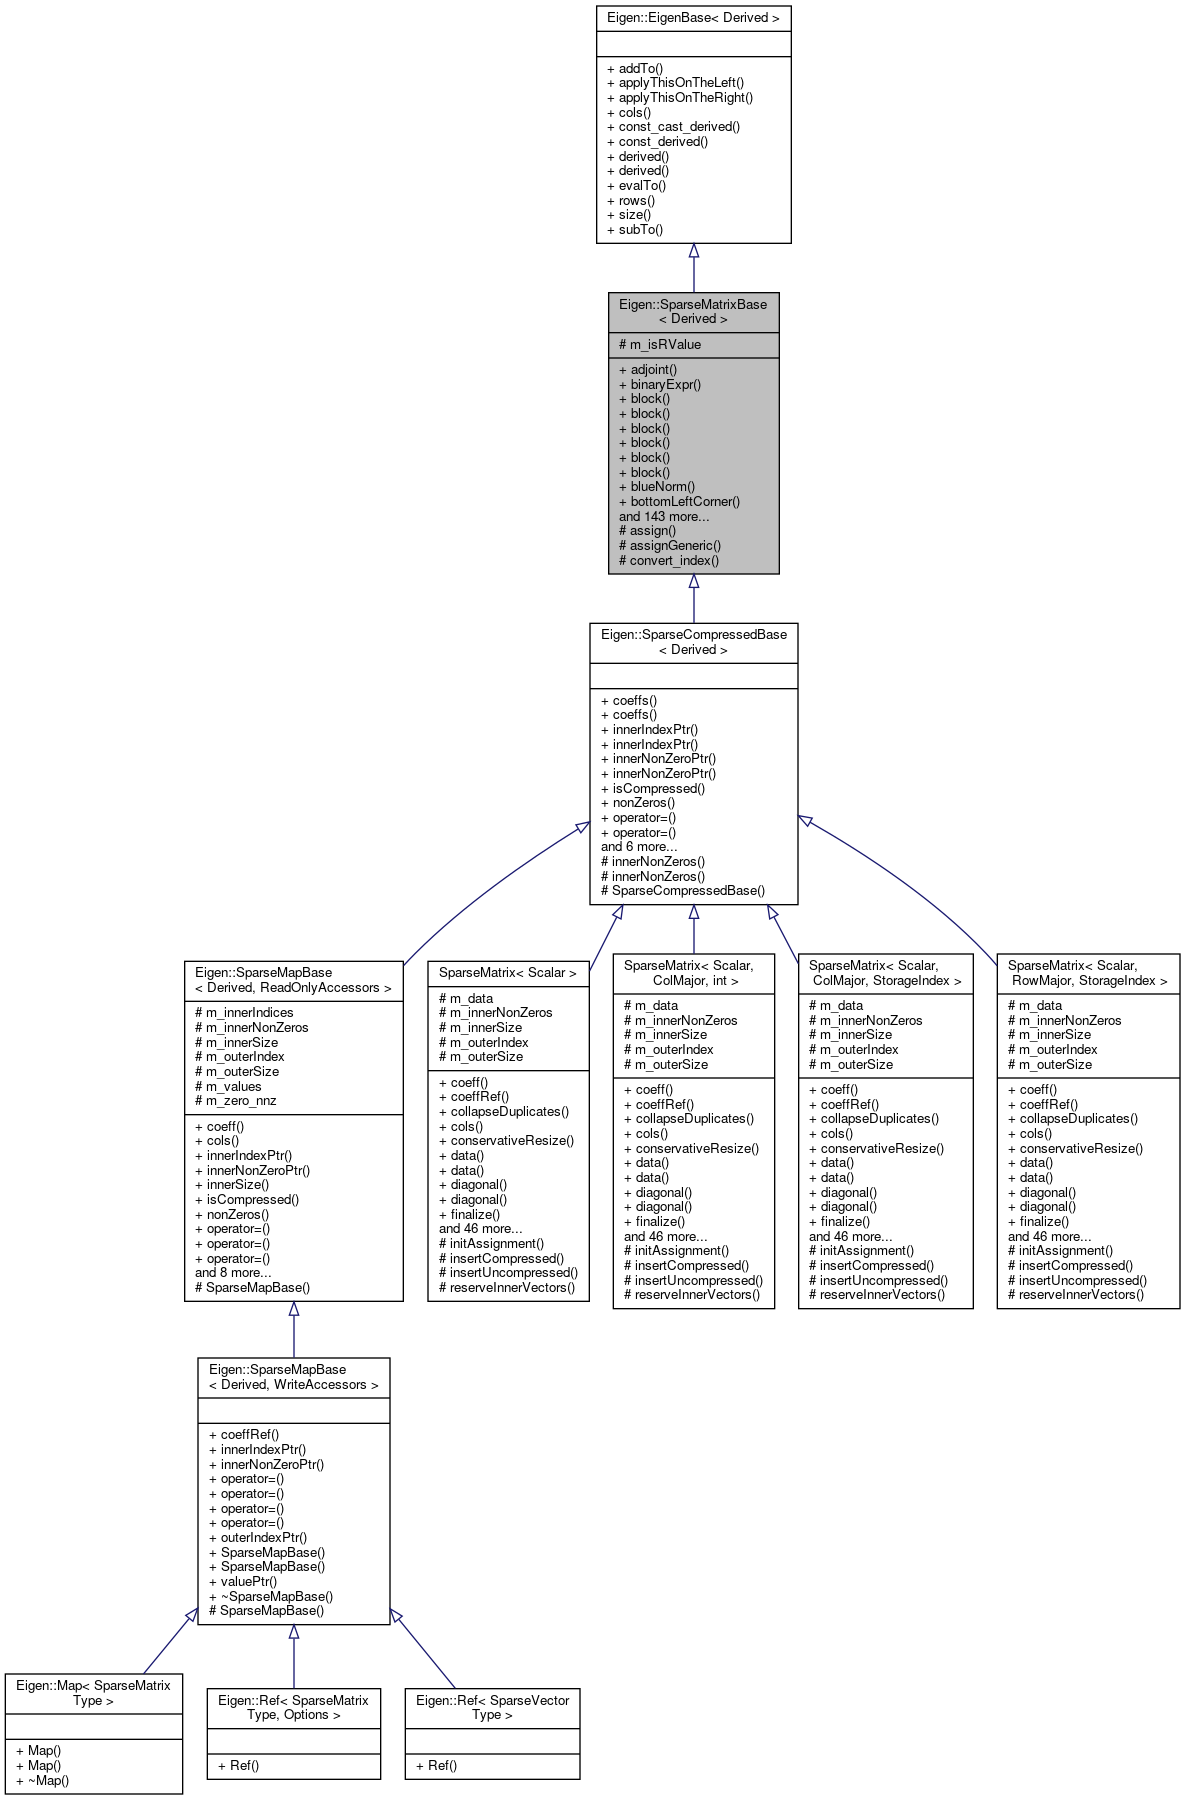 Eigen::EigenBase< Derived >
+ addTo()
+ applyThisOnTheLeft()
+ applyThisOnTheRight()
+ cols()
+ const_cast_derived()
+ const_derived()
+ derived()
+ derived()
+ evalTo()
+ rows()
+ size()
+ subTo()
Eigen::SparseMatrixBase
< Derived >
# m_isRValue
+ adjoint()
+ binaryExpr()
+ block()
+ block()
+ block()
+ block()
+ block()
+ block()
+ blueNorm()
+ bottomLeftCorner()
and 143 more...
# assign()
# assignGeneric()
# convert_index()
Eigen::SparseCompressedBase
< Derived >
+ coeffs()
+ coeffs()
+ innerIndexPtr()
+ innerIndexPtr()
+ innerNonZeroPtr()
+ innerNonZeroPtr()
+ isCompressed()
+ nonZeros()
+ operator=()
+ operator=()
and 6 more...
# innerNonZeros()
# innerNonZeros()
# SparseCompressedBase()
Eigen::SparseMapBase
< Derived, ReadOnlyAccessors >
# m_innerIndices
# m_innerNonZeros
# m_innerSize
# m_outerIndex
# m_outerSize
# m_values
# m_zero_nnz
+ coeff()
+ cols()
+ innerIndexPtr()
+ innerNonZeroPtr()
+ innerSize()
+ isCompressed()
+ nonZeros()
+ operator=()
+ operator=()
+ operator=()
and 8 more...
# SparseMapBase()
SparseMatrix< Scalar >
# m_data
# m_innerNonZeros
# m_innerSize
# m_outerIndex
# m_outerSize
+ coeff()
+ coeffRef()
+ collapseDuplicates()
+ cols()
+ conservativeResize()
+ data()
+ data()
+ diagonal()
+ diagonal()
+ finalize()
and 46 more...
# initAssignment()
# insertCompressed()
# insertUncompressed()
# reserveInnerVectors()
SparseMatrix< Scalar,
ColMajor, int >
# m_data
# m_innerNonZeros
# m_innerSize
# m_outerIndex
# m_outerSize
+ coeff()
+ coeffRef()
+ collapseDuplicates()
+ cols()
+ conservativeResize()
+ data()
+ data()
+ diagonal()
+ diagonal()
+ finalize()
and 46 more...
# initAssignment()
# insertCompressed()
# insertUncompressed()
# reserveInnerVectors()
SparseMatrix< Scalar,
ColMajor, StorageIndex >
# m_data
# m_innerNonZeros
# m_innerSize
# m_outerIndex
# m_outerSize
+ coeff()
+ coeffRef()
+ collapseDuplicates()
+ cols()
+ conservativeResize()
+ data()
+ data()
+ diagonal()
+ diagonal()
+ finalize()
and 46 more...
# initAssignment()
# insertCompressed()
# insertUncompressed()
# reserveInnerVectors()
SparseMatrix< Scalar,
RowMajor, StorageIndex >
# m_data
# m_innerNonZeros
# m_innerSize
# m_outerIndex
# m_outerSize
+ coeff()
+ coeffRef()
+ collapseDuplicates()
+ cols()
+ conservativeResize()
+ data()
+ data()
+ diagonal()
+ diagonal()
+ finalize()
and 46 more...
# initAssignment()
# insertCompressed()
# insertUncompressed()
# reserveInnerVectors()
Eigen::SparseMapBase
< Derived, WriteAccessors >
+ coeffRef()
+ innerIndexPtr()
+ innerNonZeroPtr()
+ operator=()
+ operator=()
+ operator=()
+ operator=()
+ outerIndexPtr()
+ SparseMapBase()
+ SparseMapBase()
+ valuePtr()
+ ~SparseMapBase()
# SparseMapBase()
Eigen::Map< SparseMatrix
Type >
+ Map()
+ Map()
+ ~Map()
Eigen::Ref< SparseMatrix
Type, Options >
+ Ref()
Eigen::Ref< SparseVector
Type >
+ Ref()